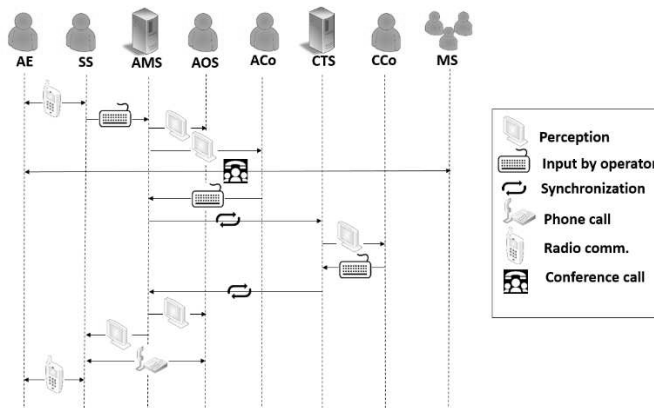 AE SS AMS AOS ACo CTS CCo MS
Perception
Input by operator
Synchronization
Phone call
Radio comm.
Conference call